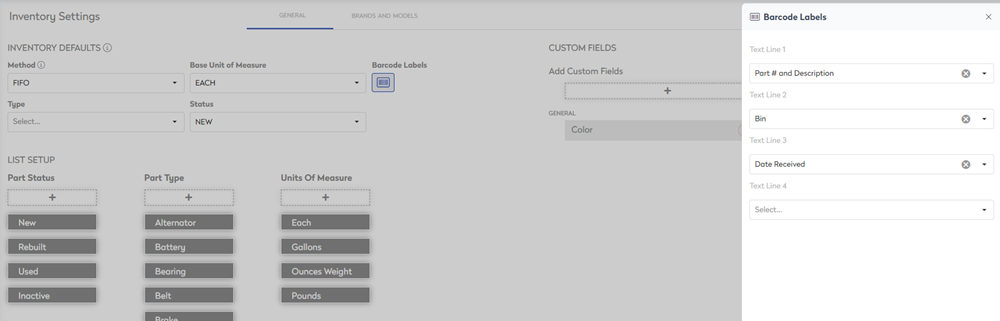 Inventory Settings
GENERAL
BRANDS AND MODELS
INVENTORY DEFAULTS
Method
Base Unit of Measure
Barcode Labels
FIFO
EACH
Type
Status
Select...
NEW
LIST SETUP
Part Status
Part Type
Units Of Measure
+
+
+
New
Alternator
Each
Rebuilt
Battery
Gallons
Used
Bearing
Ounces Weight
Inactive
Belt
Pounds
Brake
CUSTOM FIELDS
Add Custom Fields
+
GENERAL
Color
Barcode Labels
Text Line 1
Part # and Description
Text Line 2
Bin
Text Line 3
Date Received
Text Line 4
Select...